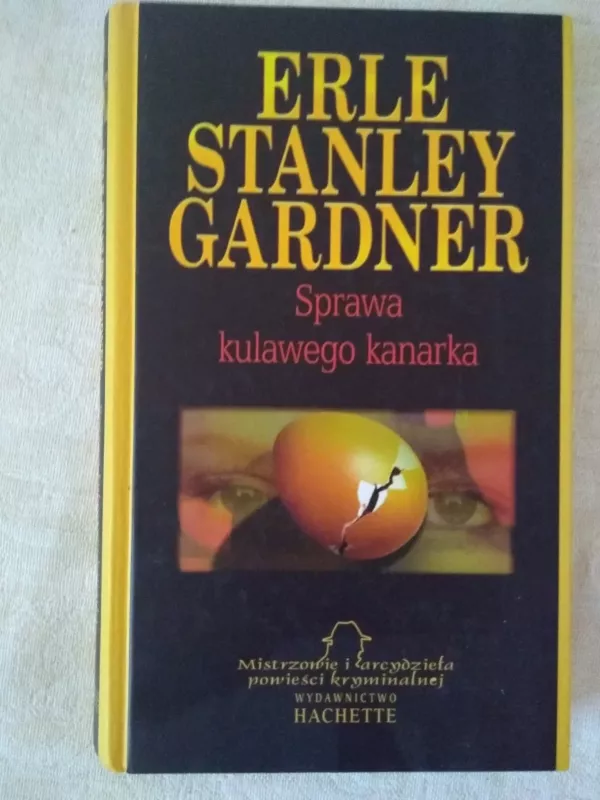 ERLE
STANLEY
GARDNER
Sprawa
kulawego kanarka
Mistrzowie i arcydzieła
powieści kryminalnej
WYDAWNICTWO
HACHETTE